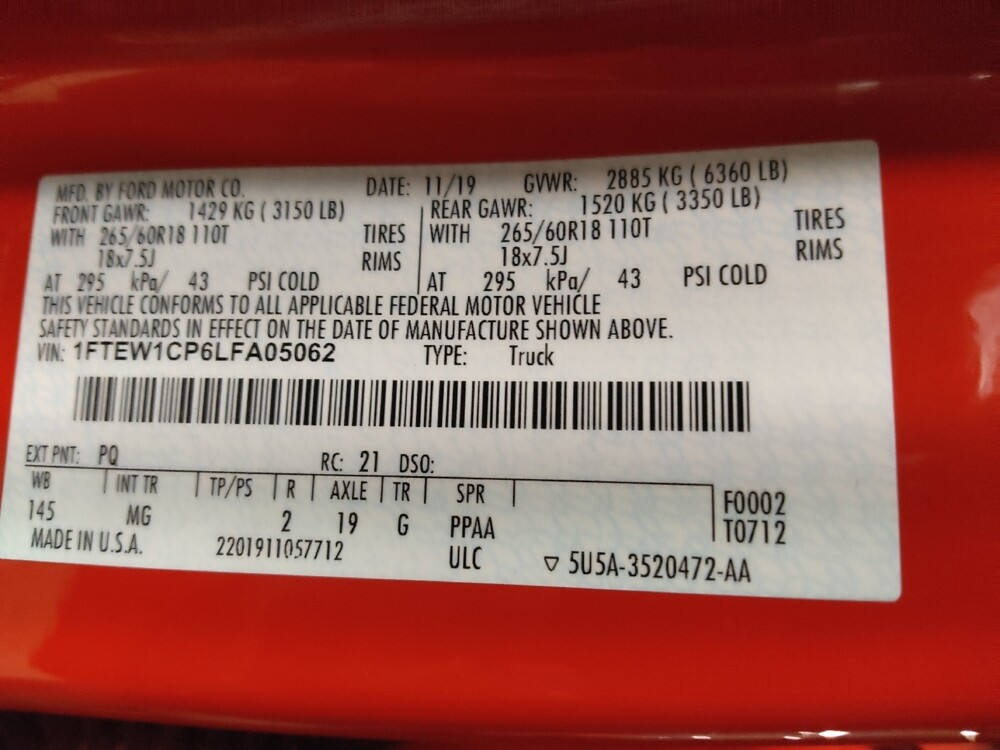 MFD. BY FORD MOTOR CO. DATE: 11/19 GVWR: 2885 KG ( 6360 LB)
FRONT GAWR: 1429 KG ( 3150 LB) REAR GAWR: 1520 KG ( 3350 LB)
WITH 265/60R18 110T TIRES WITH 265/60R18 110T TIRES
18x7.5J RIMS 18x7.5J RIMS
AT 295 kPa/ 43 PSI COLD AT 295 kPa/ 43 PSI COLD
THIS VEHICLE CONFORMS TO ALL APPLICABLE FEDERAL MOTOR VEHICLE
SAFETY STANDARDS IN EFFECT ON THE DATE OF MANUFACTURE SHOWN ABOVE.
VIN: 1FTEW1CP6LFA05062 TYPE: Truck
EXT PNT: PQ RC: 21 DSO:
WB INT TR TP/PS R AXLE TR SPR F0002
145 MG 2 19 G PPAA T0712
MADE IN U.S.A. 2201911057712 ULC ▽ 5U5A-3520472-AA